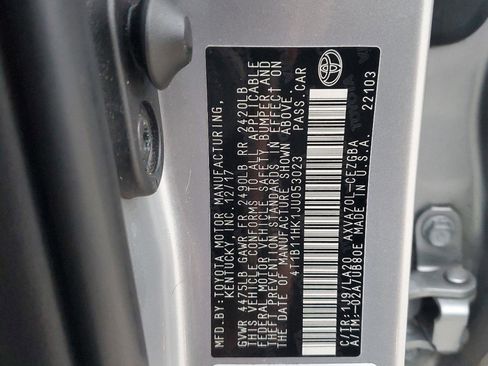 MFD.BY:TOYOTA MOTOR MANUFACTURING,
KENTUCKY, INC. 12/17
GVWR 4475LB GAWR FR 2490LB RR 2420LB
THIS VEHICLE CONFORMS TO ALL APPLICABLE
FEDERAL MOTOR VEHICLE SAFETY, BUMPER, AND
THEFT PREVENTION STANDARDS IN EFFECT ON
THE DATE OF MANUFACTURE SHOWN ABOVE.
4T1B11HK1JU053023 PASS.CAR
C/TR:1J9/LA20 AXVA70L-CEZGBA
A/TM:-02A/UB80E MADE IN U.S.A.
22103